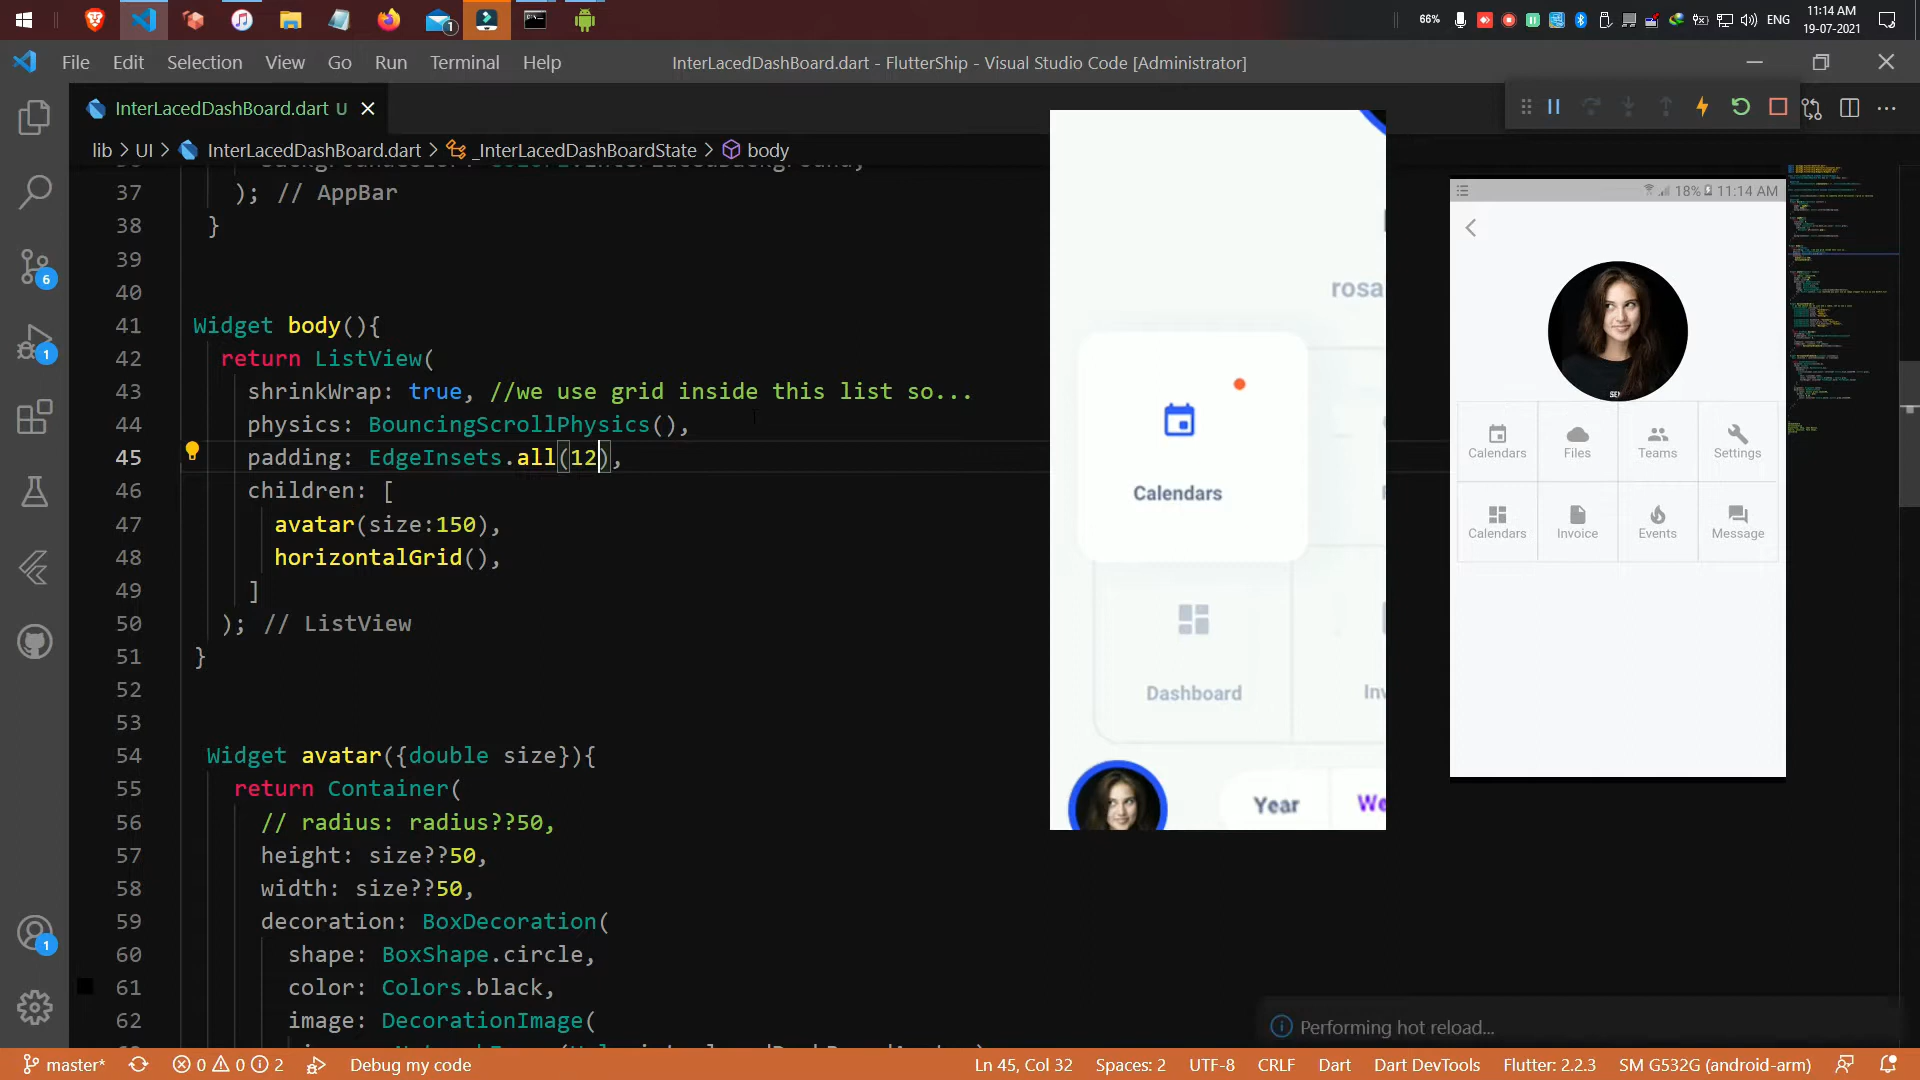 66%
ENG
11:14 AM
19-07-2021
1
File Edit Selection View Go Run Terminal Help
InterLacedDashBoard.dart - FlutterShip - Visual Studio Code [Administrator]
InterLacedDashBoard.dart U
lib > UI > InterLacedDashBoard.dart > _InterLacedDashBoardState > body
37 ); // AppBar
38 }
39
40
41 Widget body(){
42 return ListView(
43 shrinkWrap: true, //we use grid inside this list so...
44 physics: BouncingScrollPhysics(),
45 padding: EdgeInsets.all(12),
46 children: [
47 avatar(size:150),
48 horizontalGrid(),
49 ]
50 ); // ListView
51 }
52
53
54 Widget avatar({double size}){
55 return Container(
56 // radius: radius??50,
57 height: size??50,
58 width: size??50,
59 decoration: BoxDecoration(
60 shape: BoxShape.circle,
61 color: Colors.black,
62 image: DecorationImage(
6
1
1
rosa
Calendars
Dashboard
Inv
Year
We
18% 11:14 AM
Calendars Files Teams Settings
Calendars Invoice Events Message
Performing hot reload...
master* 0 0 2 Debug my code
Ln 45, Col 32 Spaces: 2 UTF-8 CRLF Dart Dart DevTools Flutter: 2.2.3 SM G532G (android-arm)